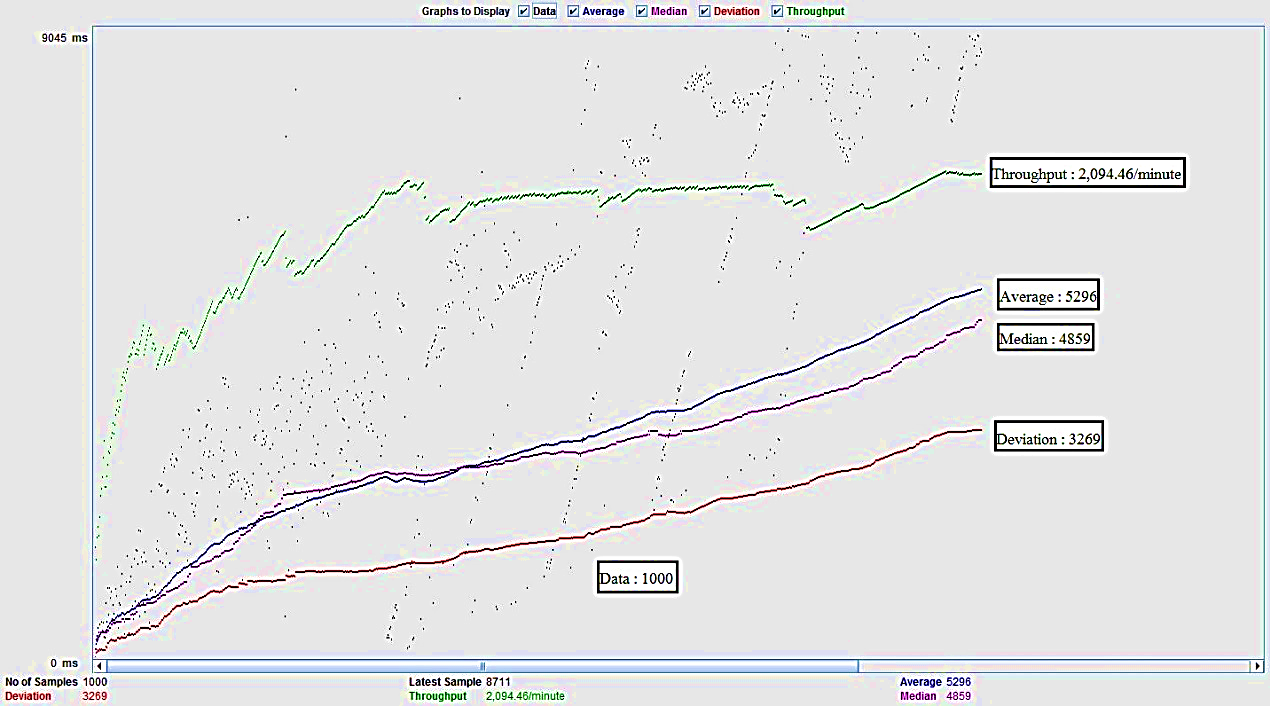 Graphs to Display Data Average Median Deviation Throughput
9045 ms
Throughput : 2,094.46/minute
Average : 5296
Median : 4859
Deviation : 3269
Data : 1000
0 ms
No of Samples 1000 Latest Sample 8711 Average 5296
Deviation 3269 Throughput 2,094.46/minute Median 4859